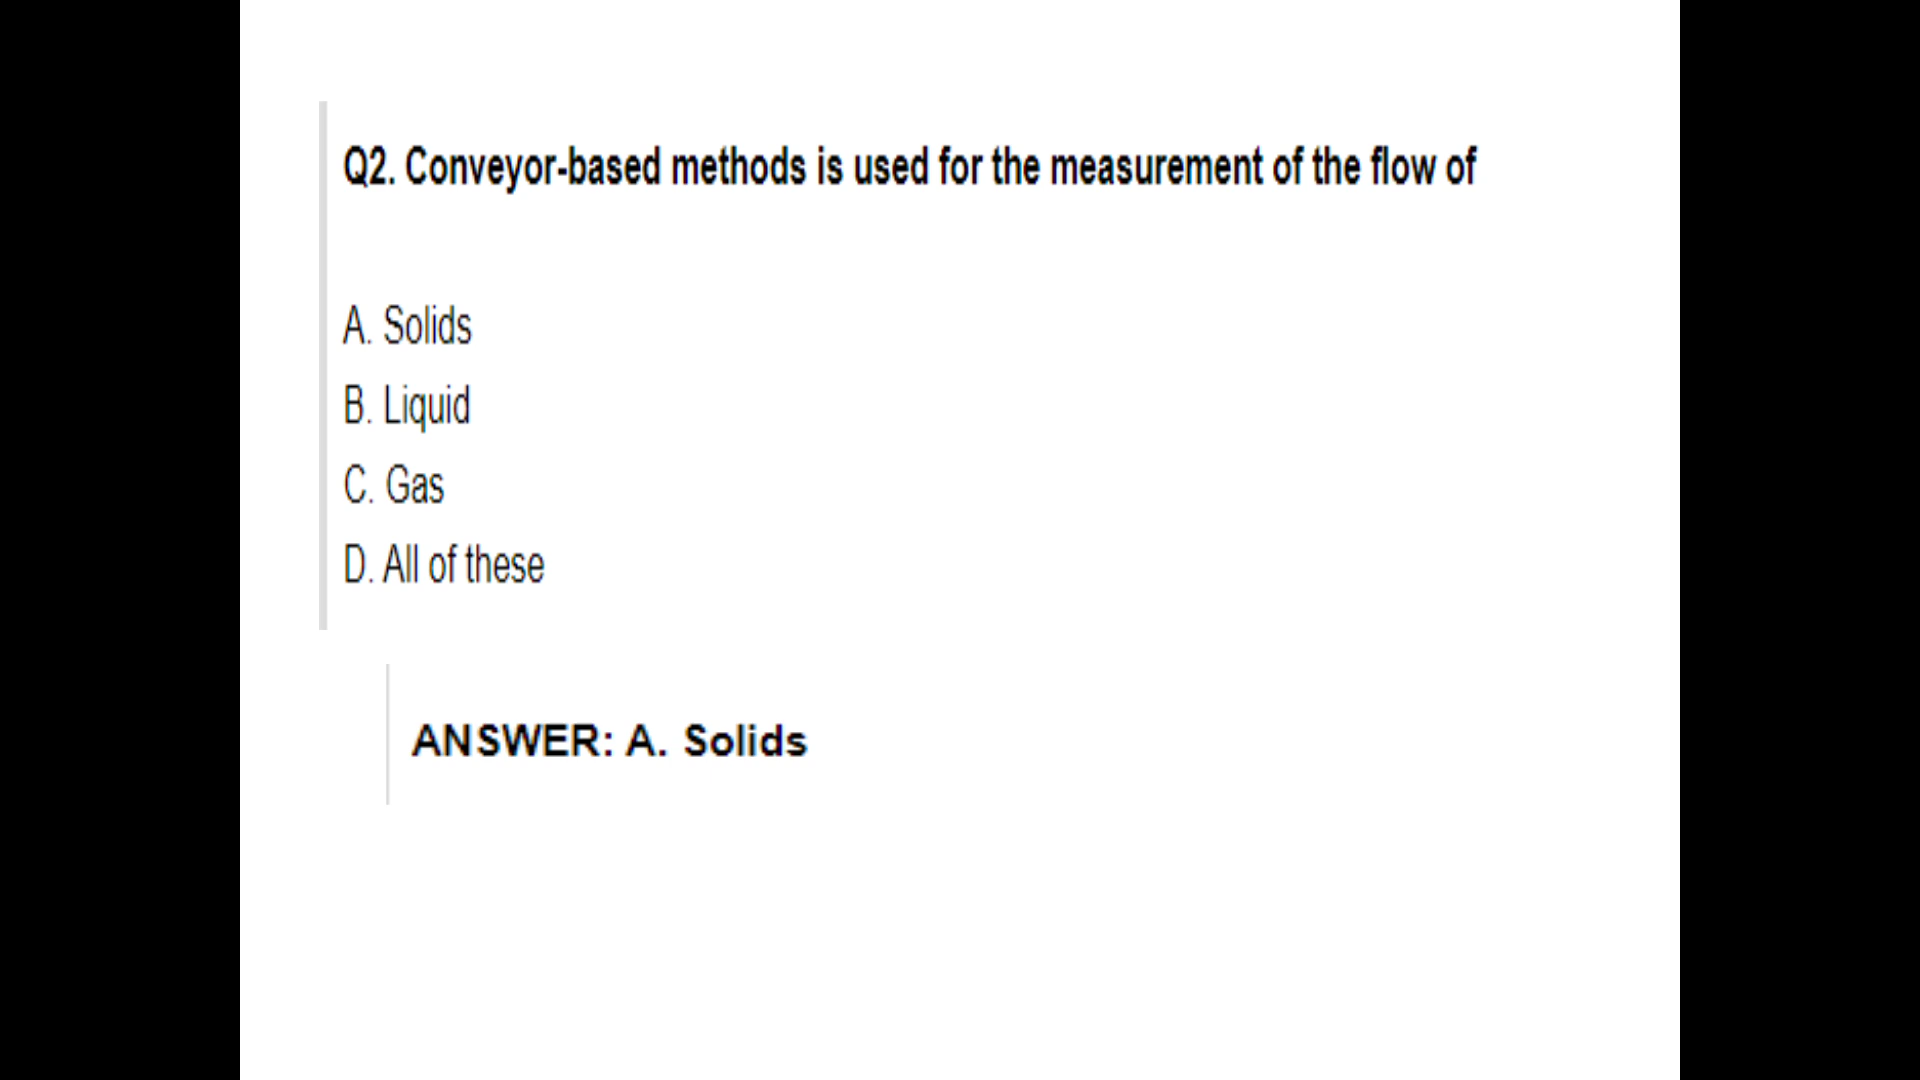 Q2. Conveyor-based methods is used for the measurement of the flow of
A. Solids
B. Liquid
C. Gas
D. All of these
ANSWER: A. Solids